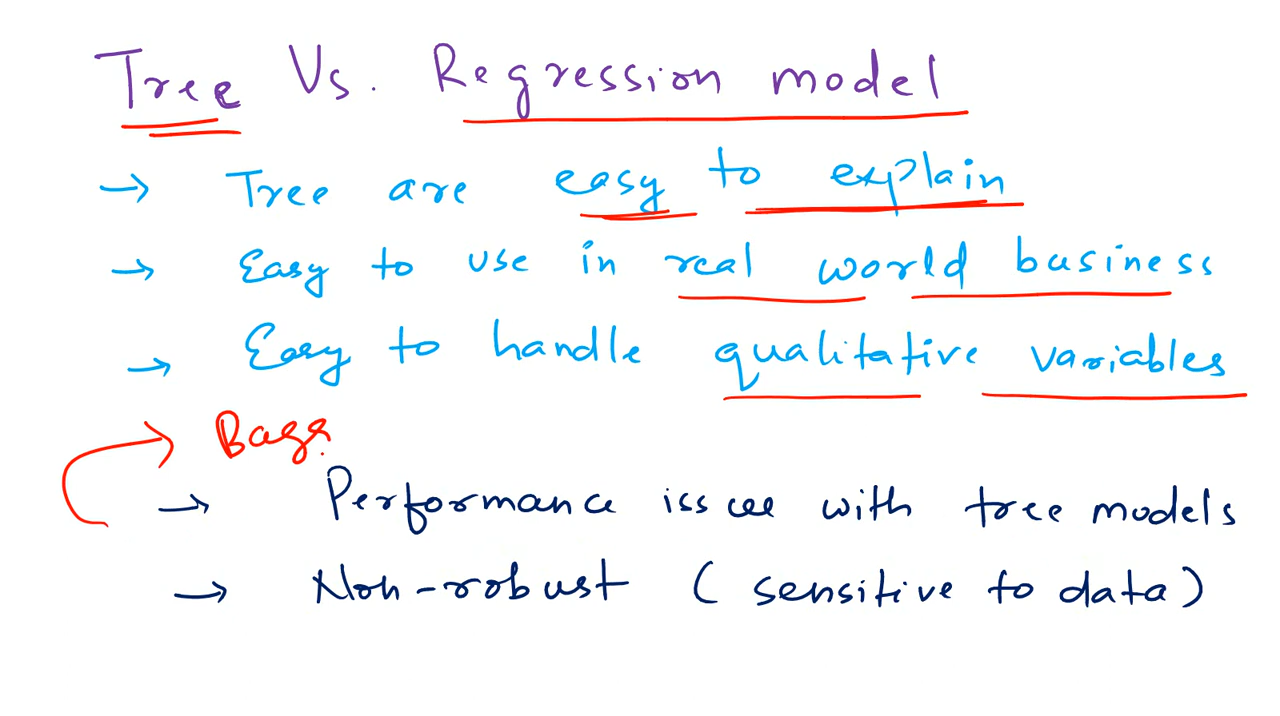 Tree Vs. Regression model
→ Tree are easy to explain
→ Easy to use in real world business
→ Easy to handle qualitative variables
→ Bagg
→ Performance issue with tree models
→ Non-robust (sensitive to data)